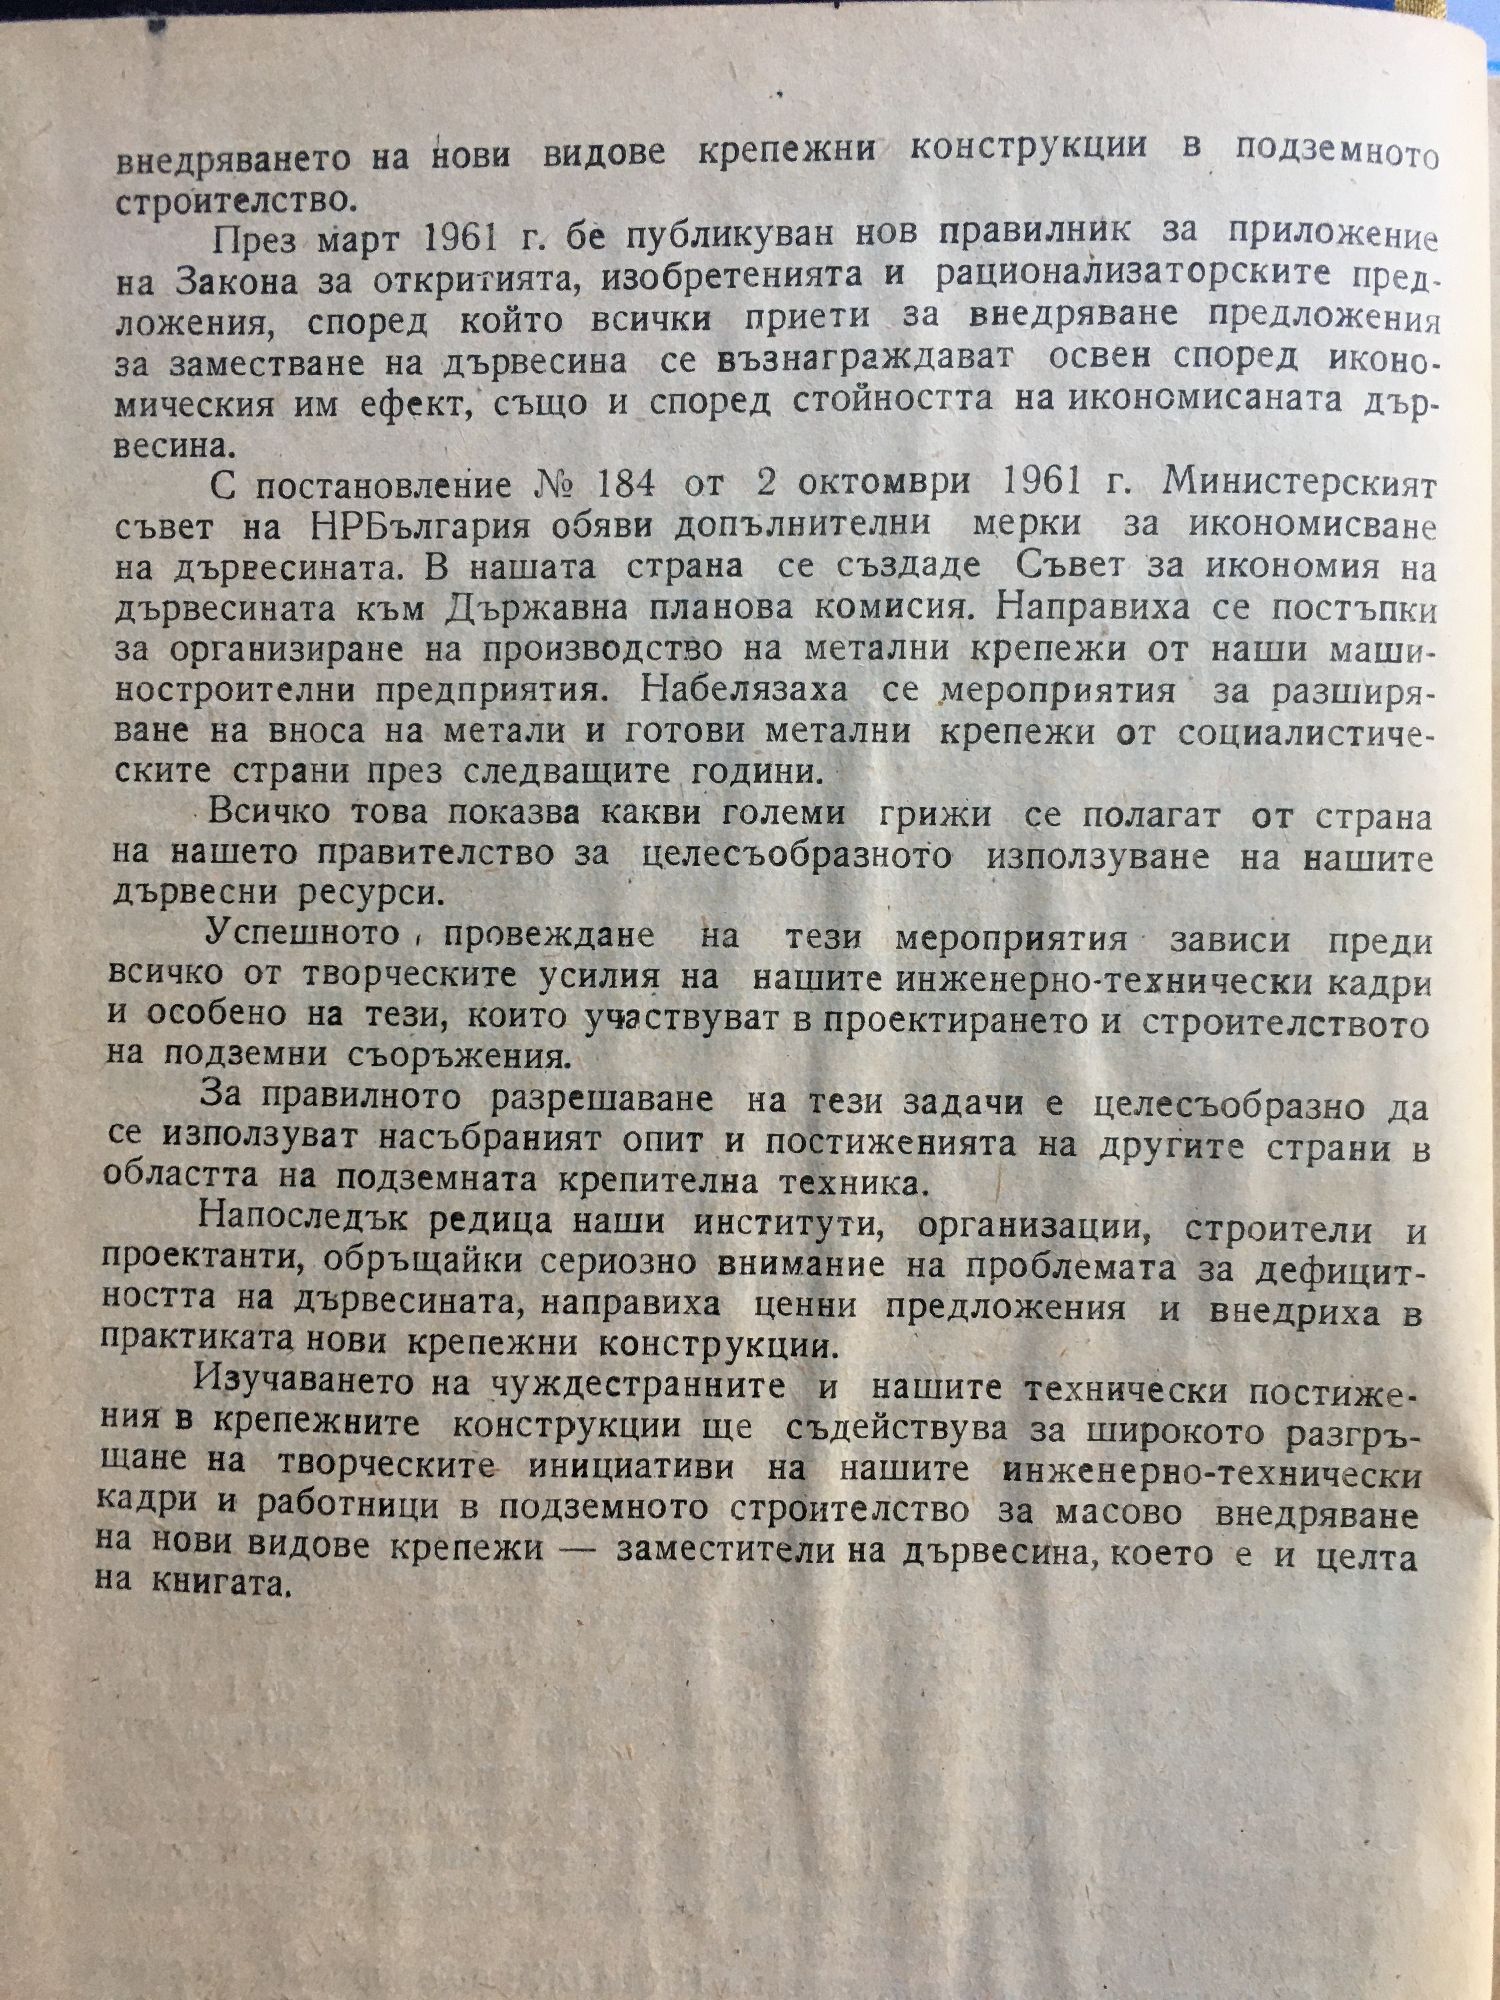 внедряването на нови видове крепежни конструкции в подземното
строителство.
През март 1961 г. бе публикуван нов правилник за приложение
на Закона за откритията, изобретенията и рационализаторските пред-
ложения, според който всички приети за внедряване предложения
за заместване на дървесина се възнаграждават освен според иконо-
мическия им ефект, също и според стойността на икономисаната дър-
весина.
С постановление № 184 от 2 октомври 1961 г. Министерският
съвет на НРБългария обяви допълнителни мерки за икономисване
на дървесината. В нашата страна се създаде Съвет за икономия на
дървесината към Държавна планова комисия. Направиха се постъпки
за организиране на производство на метални крепежи от наши маши-
ностроителни предприятия. Набелязаха се мероприятия за разширя-
ване на вноса на метали и готови метални крепежи от социалистиче-
ските страни през следващите години.
Всичко това показва какви големи грижи се полагат от страна
на нашето правителство за целесъобразното използуване на нашите
дървесни ресурси.
Успешното провеждане на тези мероприятия зависи преди
всичко от творческите усилия на нашите инженерно-технически кадри
и особено на тези, които участвуват в проектирането и строителството
на подземни съоръжения.
За правилното разрешаване на тези задачи е целесъобразно да
се използуват насъбраният опит и постиженията на другите страни в
областта на подземната крепителна техника.
Напоследък редица наши институти, организации, строители и
проектанти, обръщайки сериозно внимание на проблемата за дефицит-
ността на дървесината, направиха ценни предложения и внедриха в
практиката нови крепежни конструкции.
Изучаването на чуждестранните и нашите технически постиже-
ния в крепежните конструкции ще съдействува за широкото разгръ-
щане на творческите инициативи на нашите инженерно-технически
кадри и работници в подземното строителство за масово внедряване
на нови видове крепежи — заместители на дървесина, което е и целта
на книгата.